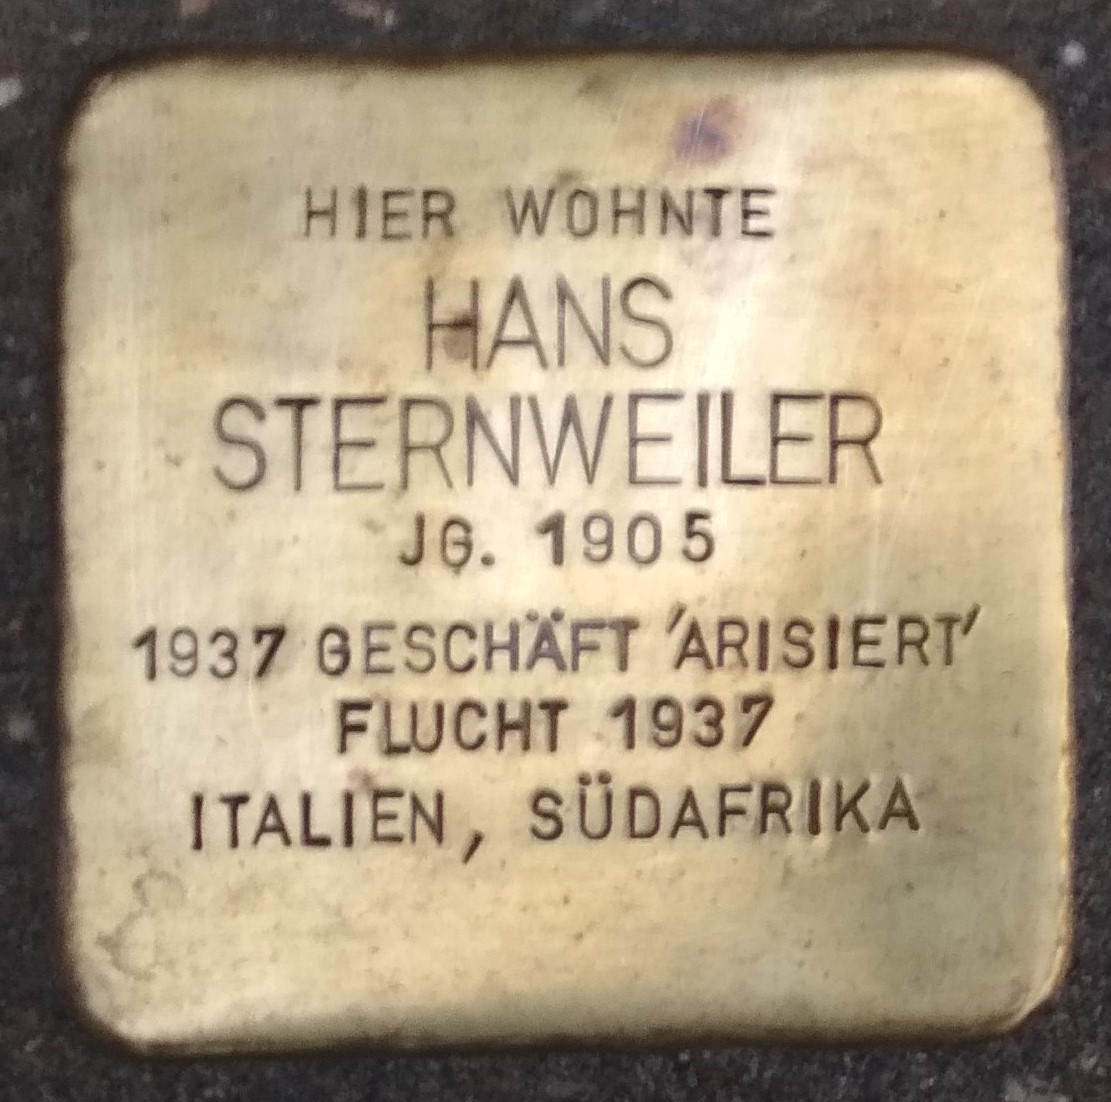 HIER WOHNTE
HANS
STERNWEILER
JG. 1905
1937 GESCHÄFT 'ARISIERT'
FLUCHT 1937
ITALIEN, SÜDAFRIKA